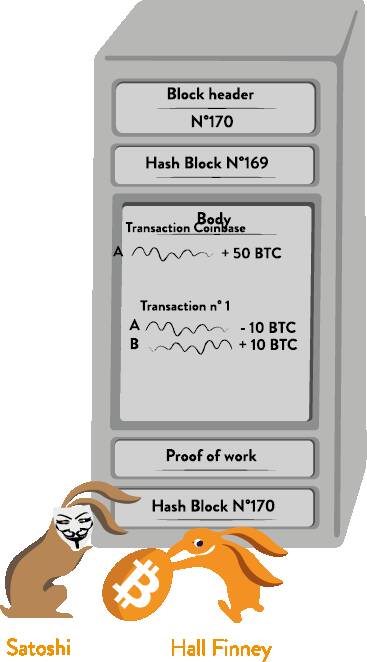 Block header
N°170
Hash Block N°169
Body
Transaction Coinbase
A + 50 BTC
Transaction n° 1
A - 10 BTC
B + 10 BTC
Proof of work
Hash Block N°170
Satoshi
Hall Finney